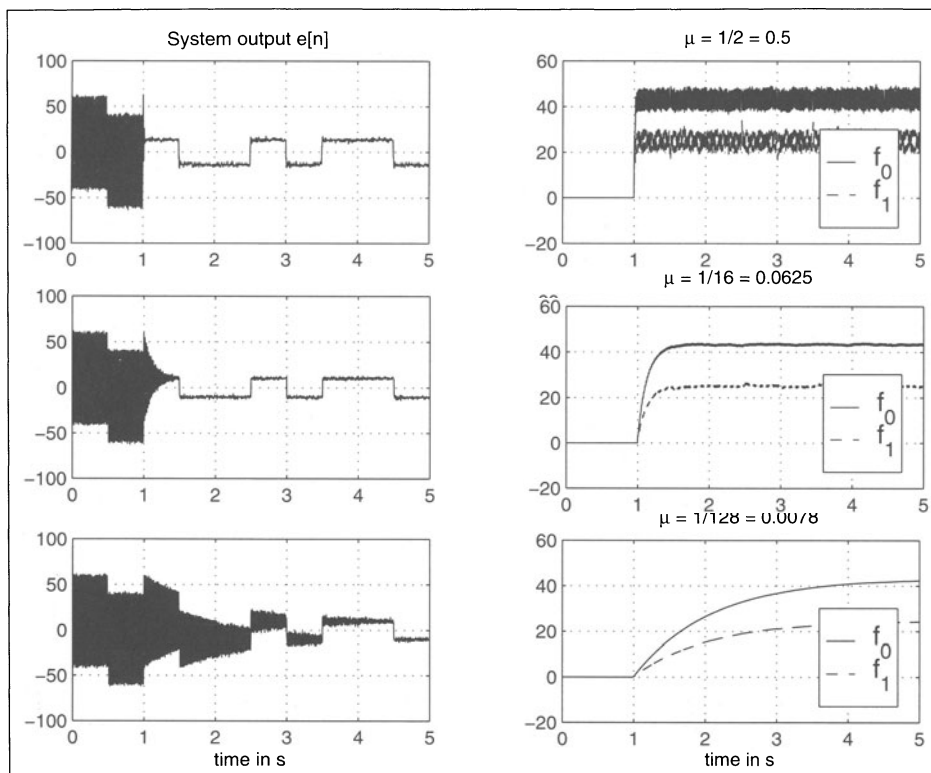 System output e[n]
μ = 1/2 = 0.5
100
50
0
−50
−100
0 1 2 3 4 5
60
40
20
0
−20
0 1 2 3 4 5
f0
f1
μ = 1/16 = 0.0625
100
50
0
−50
−100
0 1 2 3 4 5
60
40
20
0
−20
0 1 2 3 4 5
f0
f1
μ = 1/128 = 0.0078
100
50
0
−50
−100
0 1 2 3 4 5
time in s
60
40
20
0
−20
0 1 2 3 4 5
time in s
f0
f1